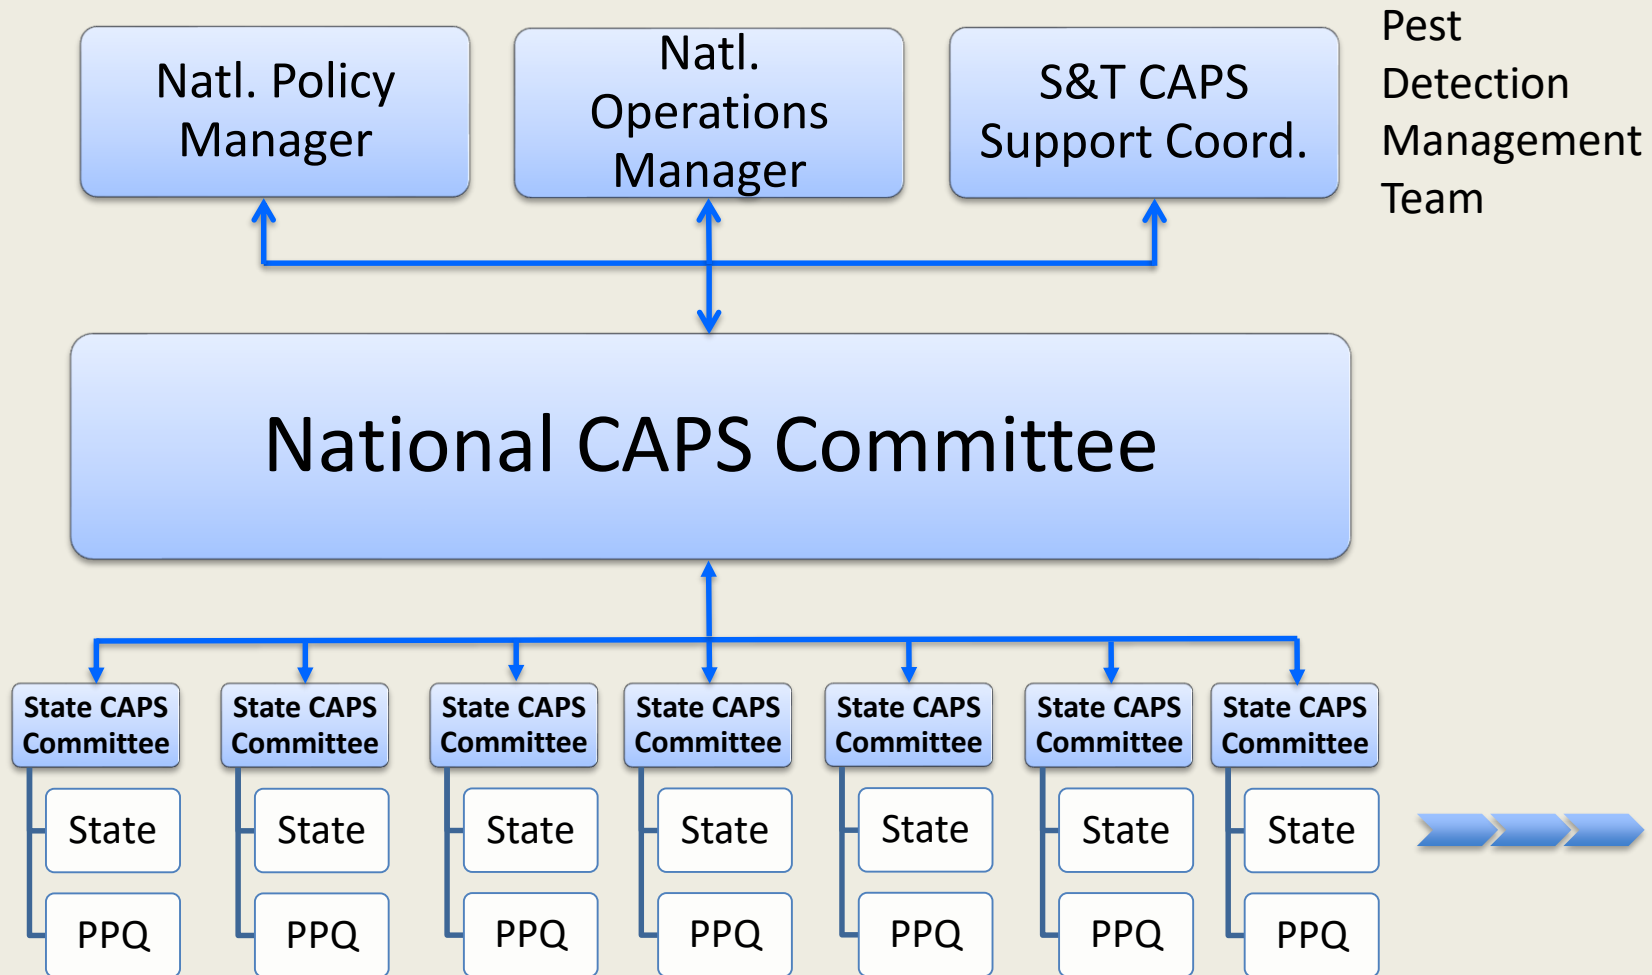 Natl. Policy
Manager
Natl.
Operations
Manager
S&T CAPS
Support Coord.
Pest
Detection
Management
Team
National CAPS Committee
State CAPS
Committee
State CAPS
Committee
State CAPS
Committee
State CAPS
Committee
State CAPS
Committee
State CAPS
Committee
State CAPS
Committee
State
State
State
State
State
State
State
PPQ
PPQ
PPQ
PPQ
PPQ
PPQ
PPQ